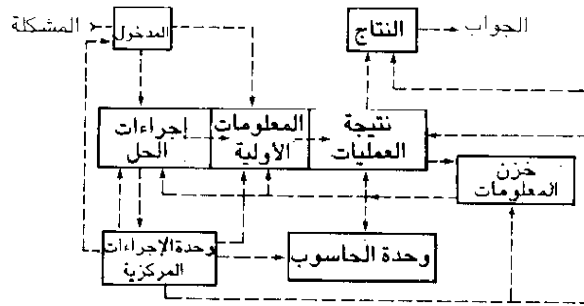 المشكلة
المدخول
النتاج
الجواب
إجراءات
الحل
المعلومات
الأولية
نتيجة
العمليات
خزن
المعلومات
وحدة الإجراءات
المركزية
وحدة الحاسوب